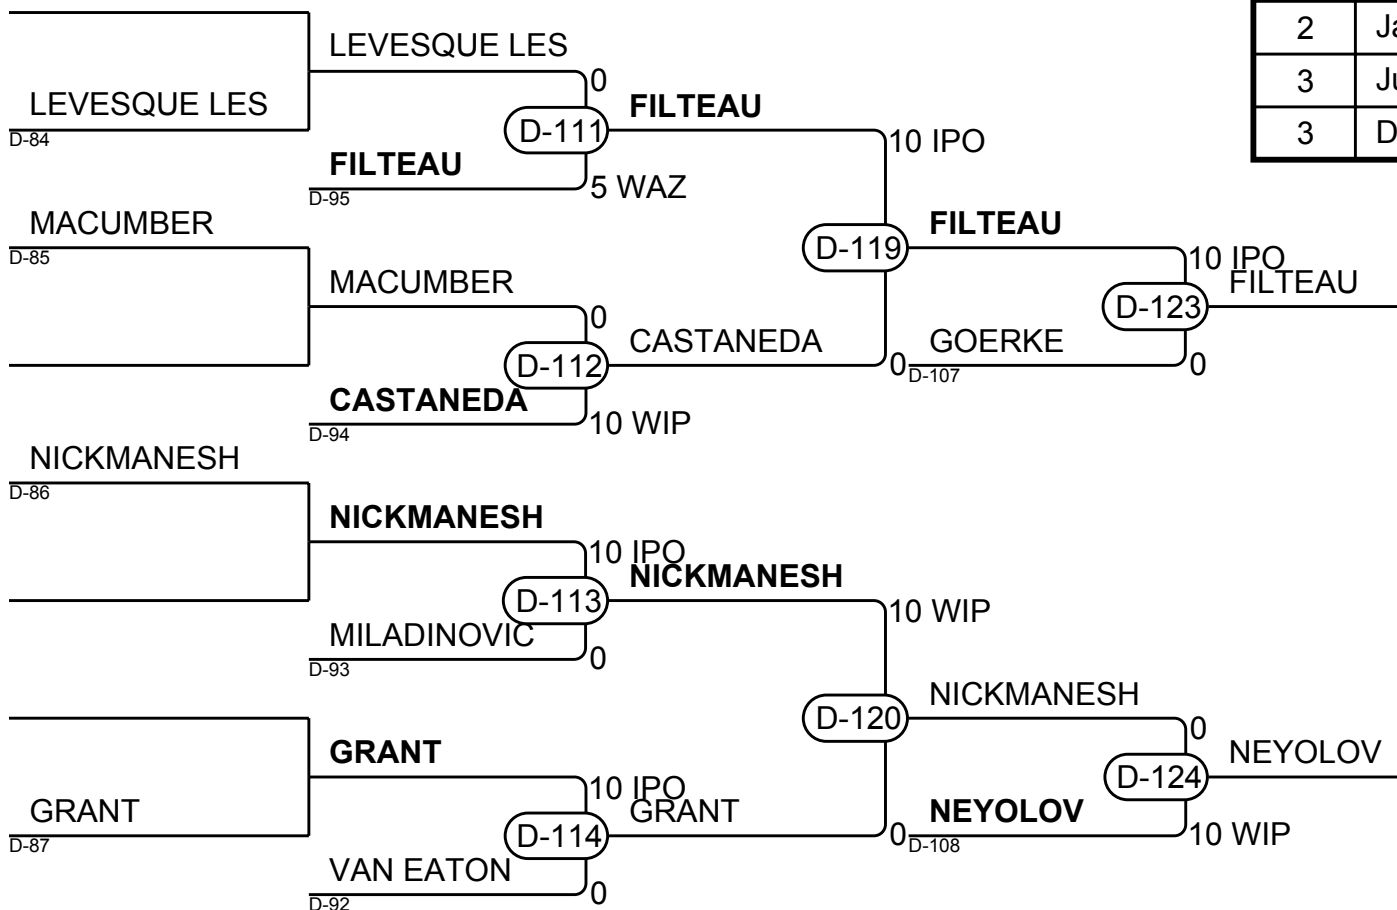 2 Ja
LEVESQUE LES
0
3 Ju
LEVESQUE LES
FILTEAU
D-111
3 D
D-84
10 IPO
FILTEAU
5 WAZ
D-95
MACUMBER
FILTEAU
D-119
D-85
10 IPO
MACUMBER
FILTEAU
D-123
0
CASTANEDA
GOERKE
D-112
0
D-107
0
CASTANEDA
10 WIP
D-94
NICKMANESH
D-86
NICKMANESH
10 IPO
NICKMANESH
D-113
10 WIP
MILADINOVIC
0
D-93
NICKMANESH
D-120
0
GRANT
NEYOLOV
D-124
10 IPO
GRANT
GRANT
NEYOLOV
D-114
0
D-108
10 WIP
D-87
VAN EATON
0
D-92